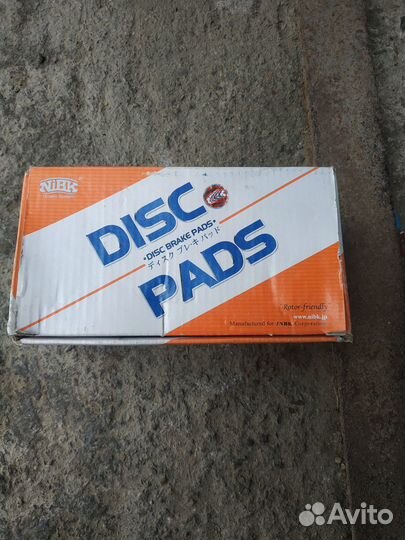 NiBK
DISC
·DISC BRAKE PADS·
ディスク ブレーキ パッド
PADS
Rotor-friendly
www.nibk.jp
Manufactured for JNBK Corporation
Avito